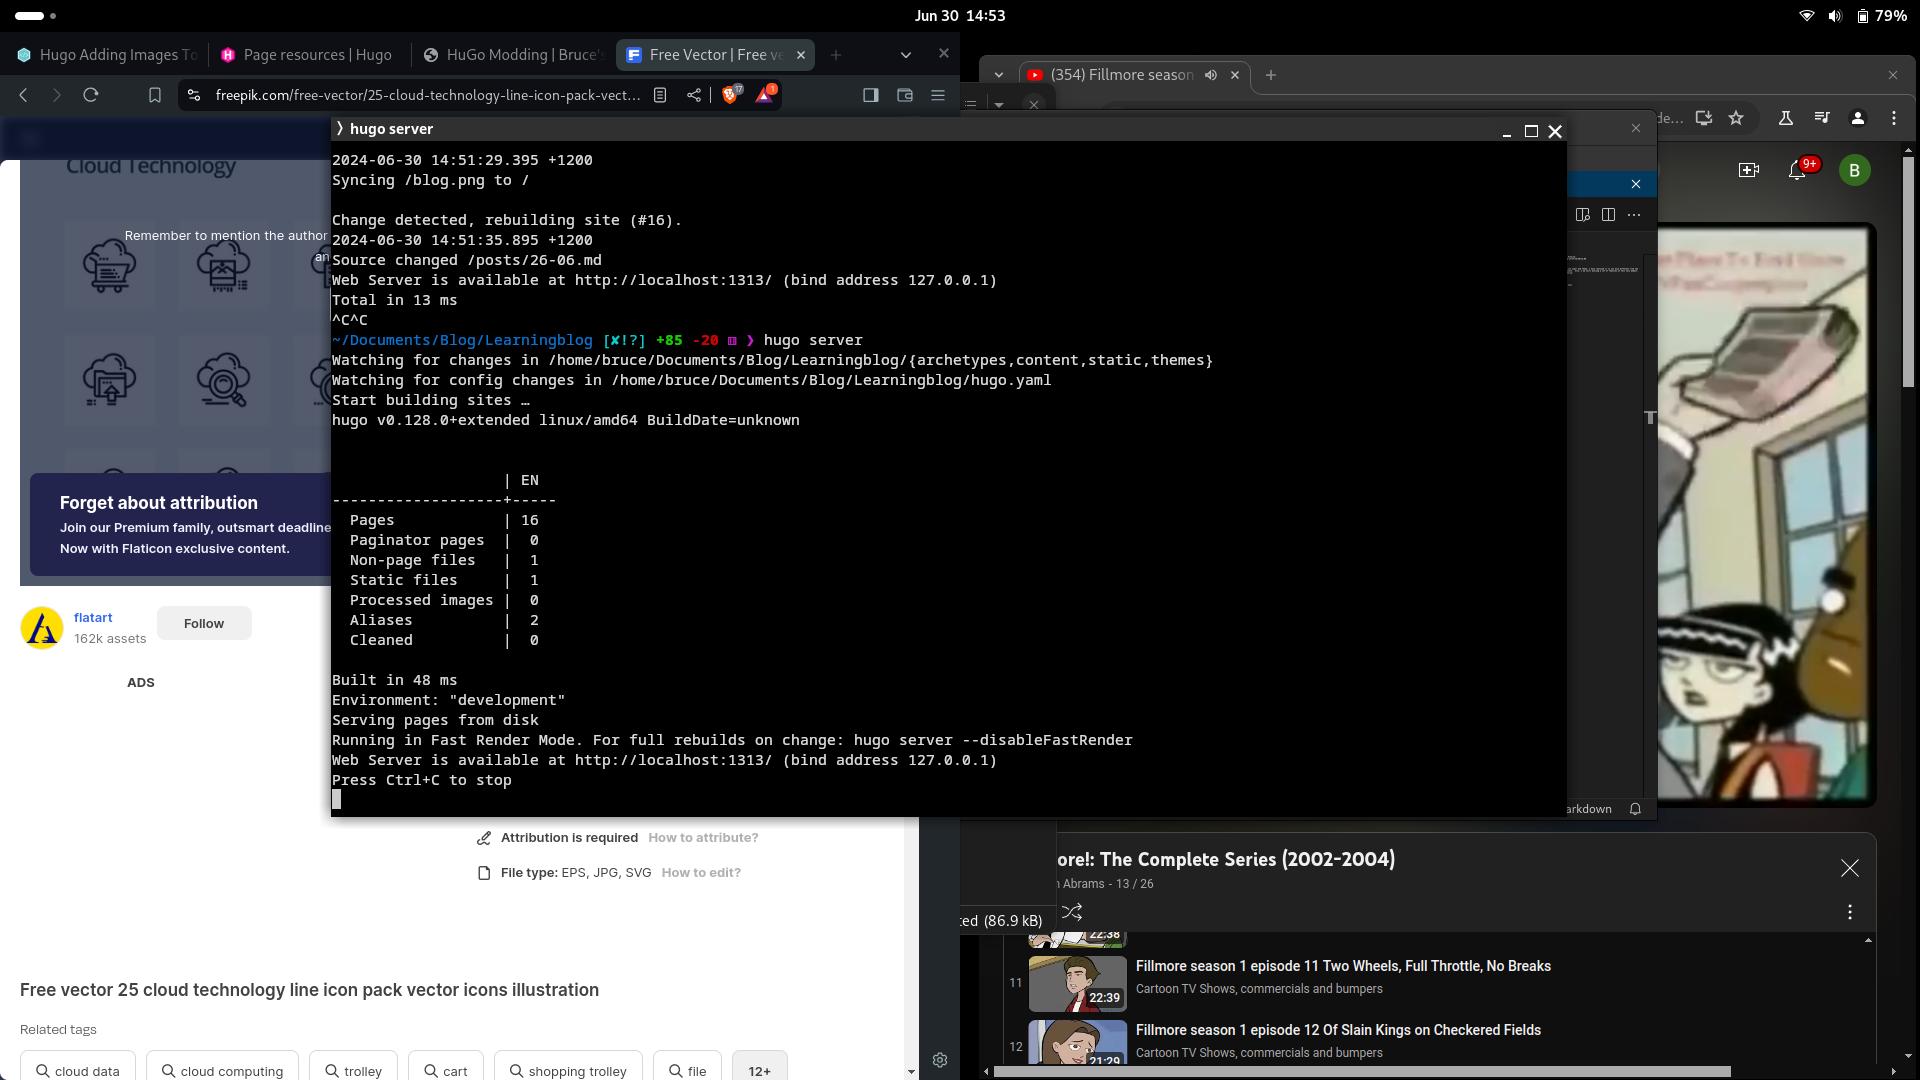 Jun 30 14:53
79%
Hugo Adding Images To
Page resources | Hugo
HuGo Modding | Bruce's
Free Vector | Free ve
freepik.com/free-vector/25-cloud-technology-line-icon-pack-vect...
17
1
(354) Fillmore season
de...
9+
B
Cloud Technology
Remember to mention the author
an
Forget about attribution
Join our Premium family, outsmart deadline
Now with Flaticon exclusive content.
flatart
162k assets
Follow
ADS
❯ hugo server
2024-06-30 14:51:29.395 +1200
Syncing /blog.png to /
Change detected, rebuilding site (#16).
2024-06-30 14:51:35.895 +1200
Source changed /posts/26-06.md
Web Server is available at http://localhost:1313/ (bind address 127.0.0.1)
Total in 13 ms
^C^C
~/Documents/Blog/Learningblog [✘!?] +85 -20 ❯ hugo server
Watching for changes in /home/bruce/Documents/Blog/Learningblog/{archetypes,content,static,themes}
Watching for config changes in /home/bruce/Documents/Blog/Learningblog/hugo.yaml
Start building sites …
hugo v0.128.0+extended linux/amd64 BuildDate=unknown
| EN
-------------------+-----
Pages | 16
Paginator pages | 0
Non-page files | 1
Static files | 1
Processed images | 0
Aliases | 2
Cleaned | 0
Built in 48 ms
Environment: "development"
Serving pages from disk
Running in Fast Render Mode. For full rebuilds on change: hugo server --disableFastRender
Web Server is available at http://localhost:1313/ (bind address 127.0.0.1)
Press Ctrl+C to stop
arkdown
Attribution is required How to attribute?
File type: EPS, JPG, SVG How to edit?
Free vector 25 cloud technology line icon pack vector icons illustration
Related tags
cloud data
cloud computing
trolley
cart
shopping trolley
file
12+
ted (86.9 kB)
ore!: The Complete Series (2002-2004)
n Abrams - 13 / 26
22:38
11
22:39
Fillmore season 1 episode 11 Two Wheels, Full Throttle, No Breaks
Cartoon TV Shows, commercials and bumpers
12
21:29
Fillmore season 1 episode 12 Of Slain Kings on Checkered Fields
Cartoon TV Shows, commercials and bumpers